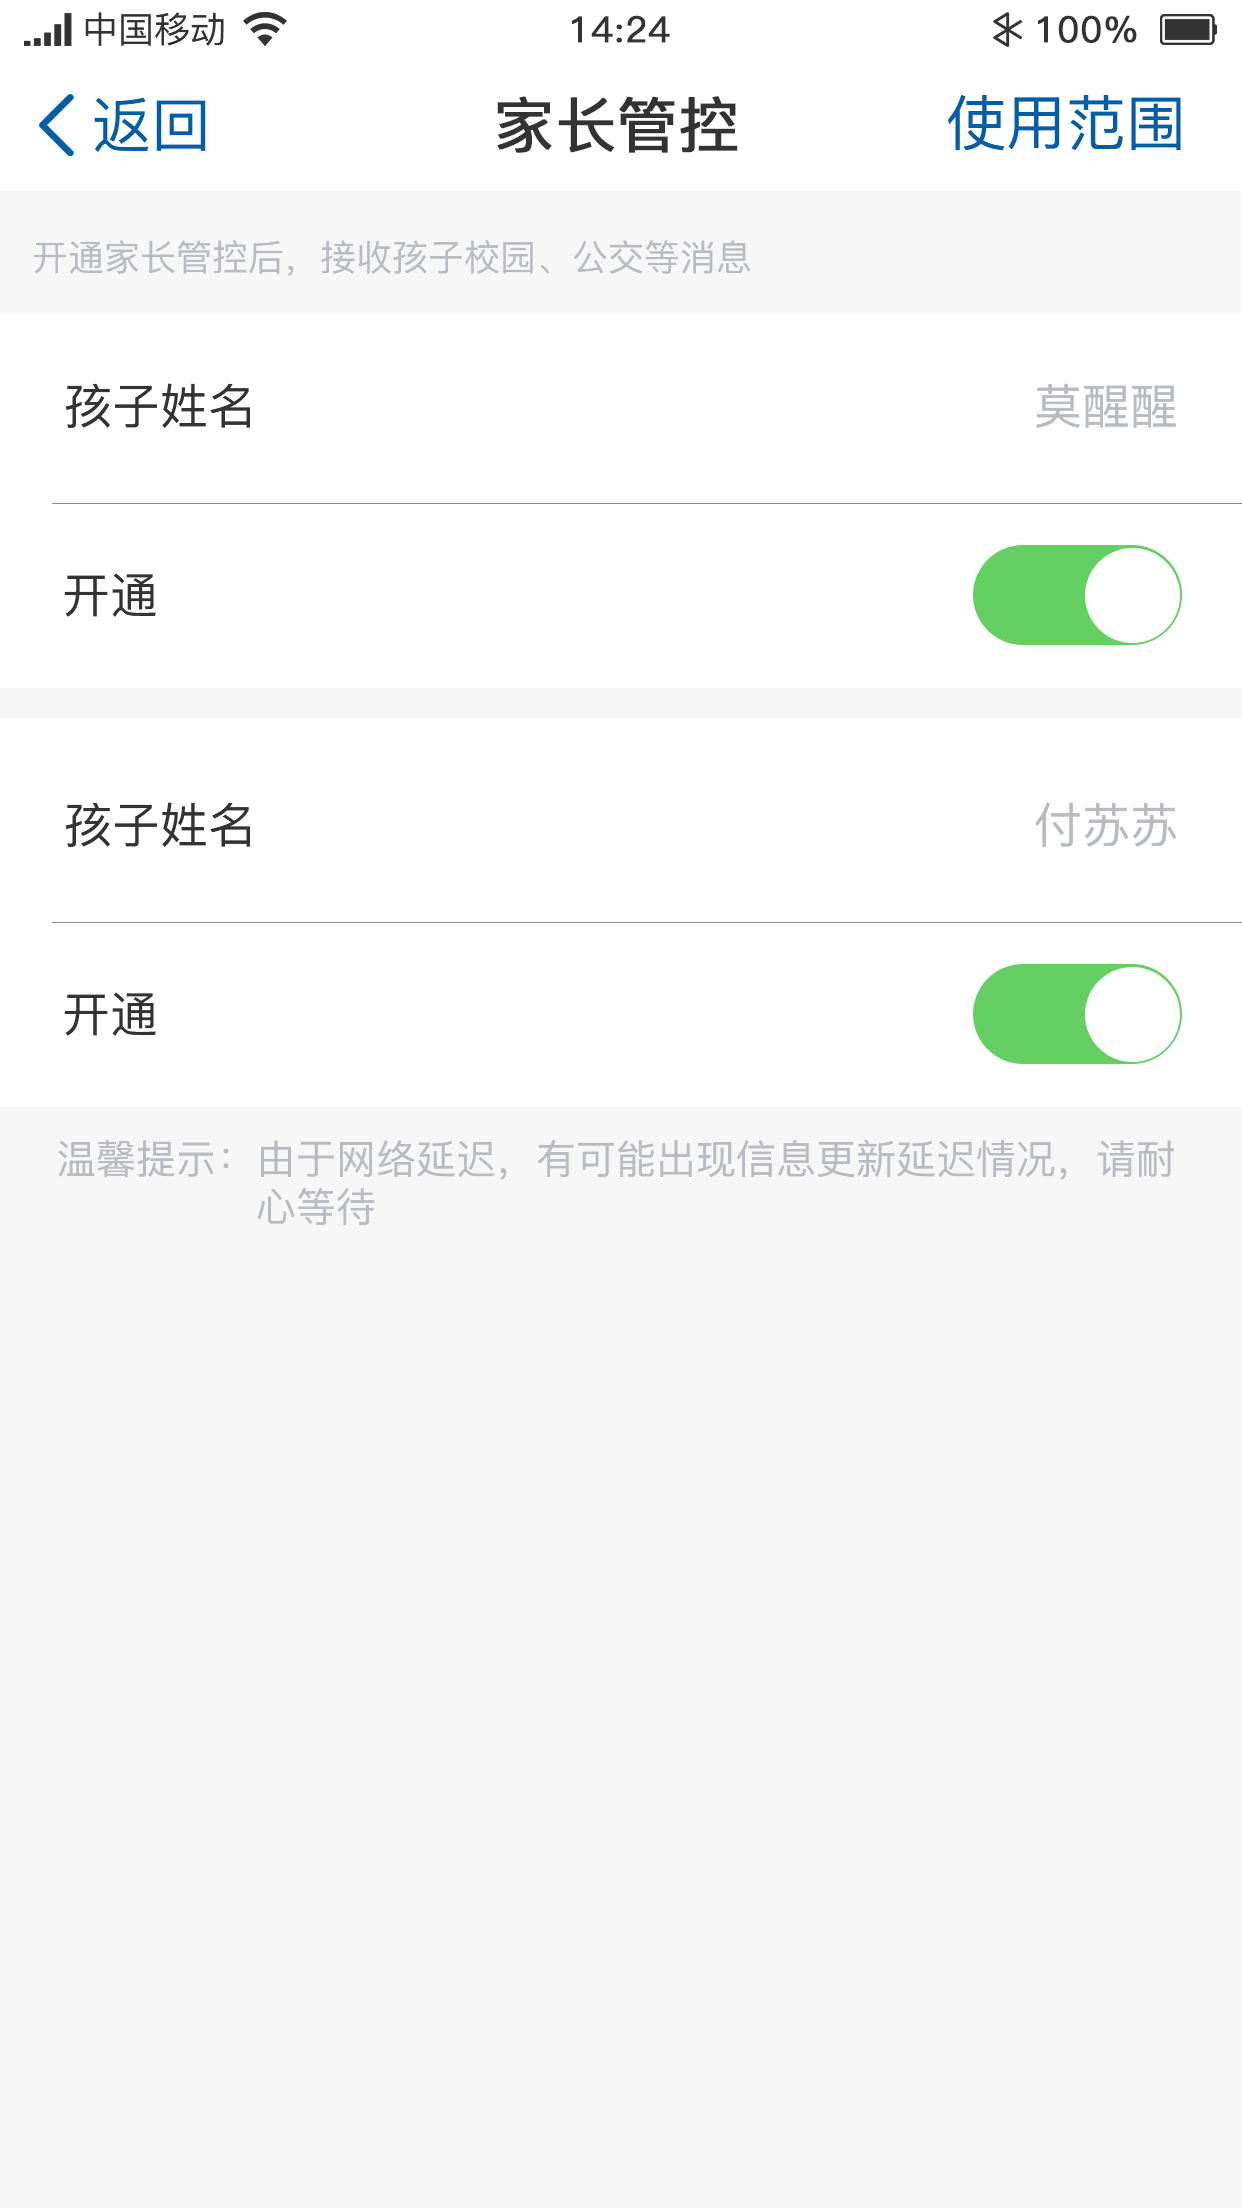 中国移动 14:24 100%
返回 家长管控 使用范围
开通家长管控后，接收孩子校园、公交等消息
孩子姓名 莫醒醒
开通
孩子姓名 付苏苏
开通
温馨提示：由于网络延迟，有可能出现信息更新延迟情况，请耐
心等待